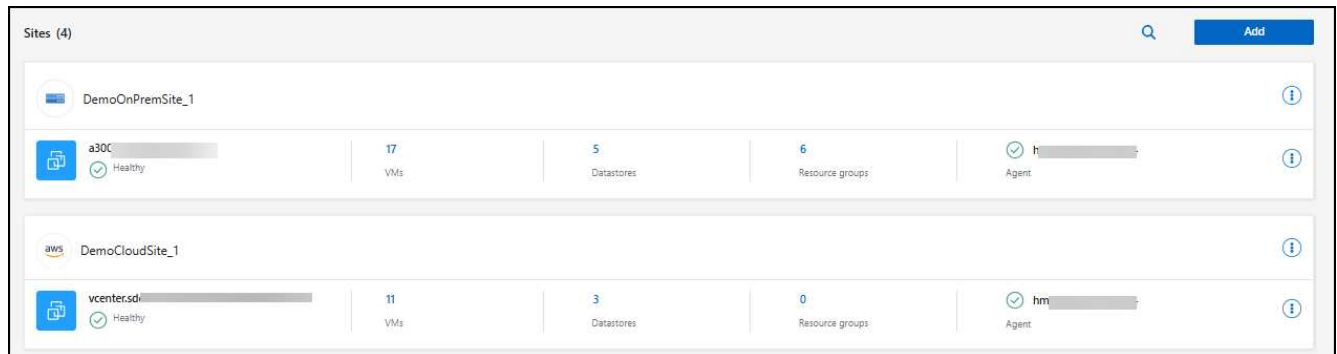 Sites (4)
Add
DemoOnPremSite_1
a300
Healthy
17
VMs
5
Datastores
6
Resource groups
h
Agent
aws
DemoCloudSite_1
vcenter.sd
Healthy
11
VMs
3
Datastores
0
Resource groups
hm
Agent